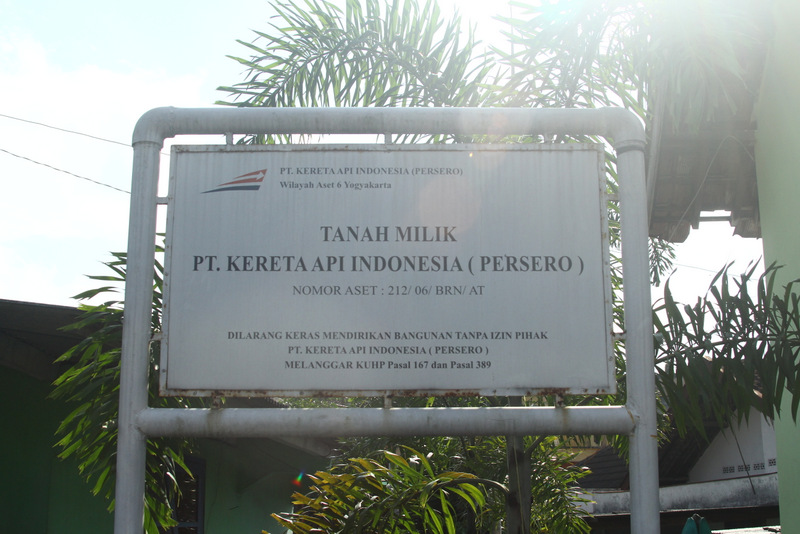 PT. KERETA API INDONESIA (PERSERO)
Wilayah Aset 6 Yogyakarta
TANAH MILIK
PT. KERETA API INDONESIA ( PERSERO )
NOMOR ASET : 212/ 06/ BRN/ AT
DILARANG KERAS MENDIRIKAN BANGUNAN TANPA IZIN PIHAK
PT. KERETA API INDONESIA ( PERSERO )
MELANGGAR KUHP Pasal 167 dan Pasal 389